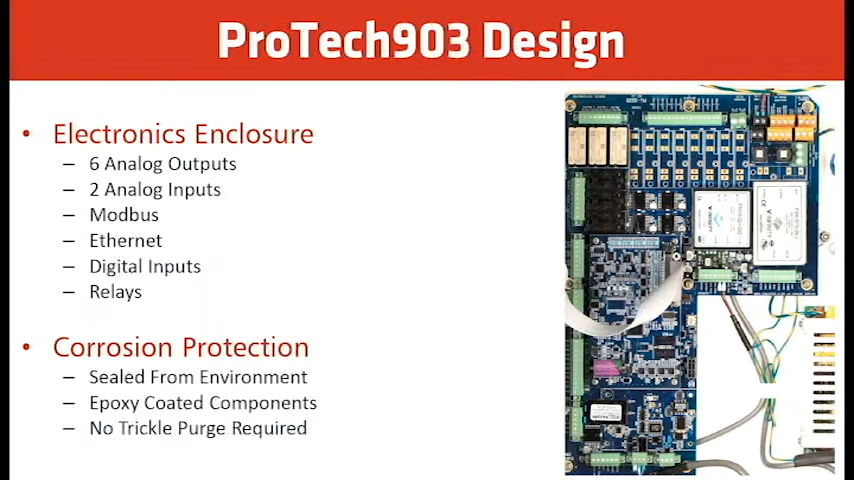 ProTech903 Design
• Electronics Enclosure
– 6 Analog Outputs
– 2 Analog Inputs
– Modbus
– Ethernet
– Digital Inputs
– Relays
• Corrosion Protection
– Sealed From Environment
– Epoxy Coated Components
– No Trickle Purge Required